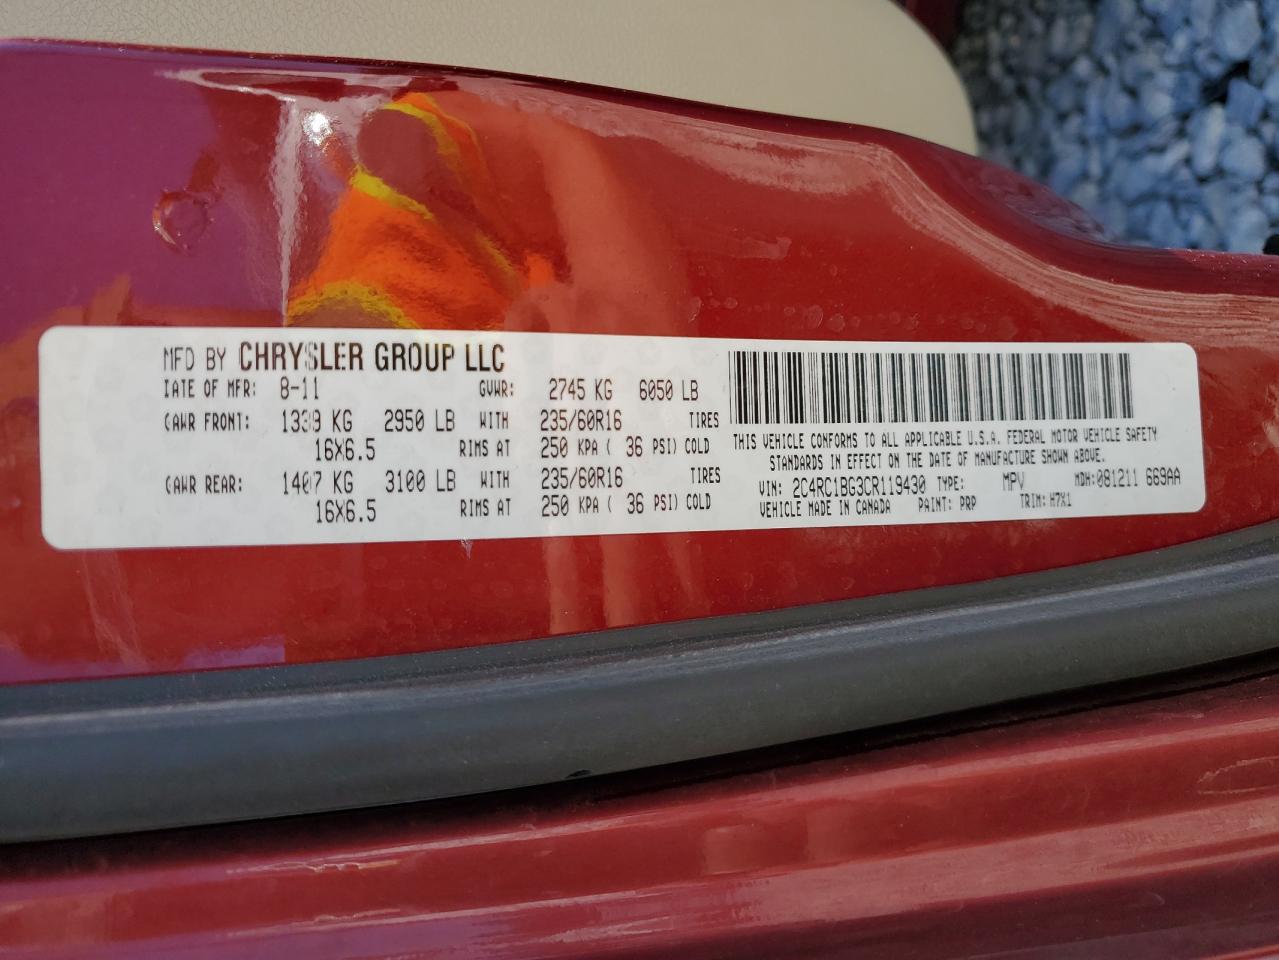 MFD BY CHRYSLER GROUP LLC
DATE OF MFR: 8-11 GVWR: 2745 KG 6050 LB
GAWR FRONT: 1339 KG 2950 LB WITH 235/60R16 TIRES
16X6.5 RIMS AT 250 KPA ( 36 PSI) COLD
GAWR REAR: 1407 KG 3100 LB WITH 235/60R16 TIRES
16X6.5 RIMS AT 250 KPA ( 36 PSI) COLD
THIS VEHICLE CONFORMS TO ALL APPLICABLE U.S.A. FEDERAL MOTOR VEHICLE SAFETY
STANDARDS IN EFFECT ON THE DATE OF MANUFACTURE SHOWN ABOVE.
VIN: 2C4RC1BG3CR119430 TYPE: MPV MDH:081211 669AA
VEHICLE MADE IN CANADA PAINT: PRP TRIM: H7X1